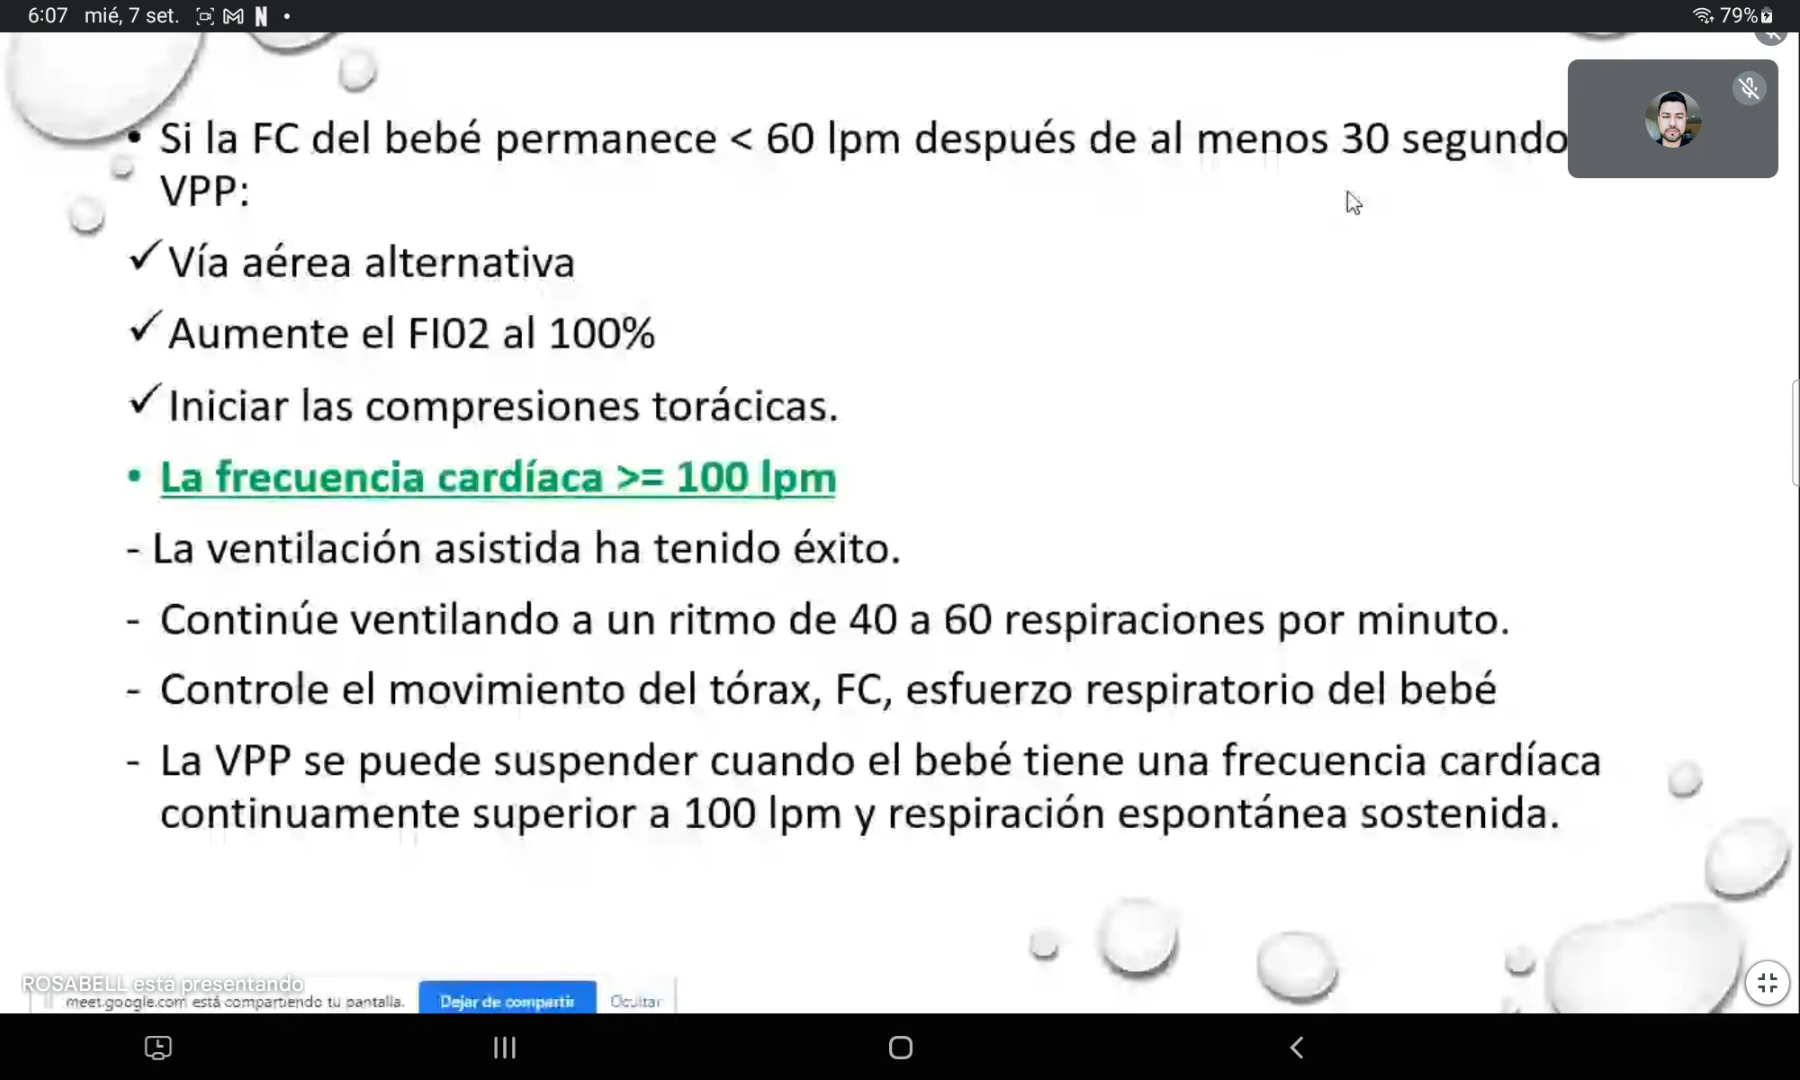 6:07 mié, 7 set.
79%
• Si la FC del bebé permanece < 60 lpm después de al menos 30 segundo
VPP:
✓ Vía aérea alternativa
✓ Aumente el FI02 al 100%
✓ Iniciar las compresiones torácicas.
• La frecuencia cardíaca >= 100 lpm
- La ventilación asistida ha tenido éxito.
- Continúe ventilando a un ritmo de 40 a 60 respiraciones por minuto.
- Controle el movimiento del tórax, FC, esfuerzo respiratorio del bebé
- La VPP se puede suspender cuando el bebé tiene una frecuencia cardíaca
continuamente superior a 100 lpm y respiración espontánea sostenida.
ROSABELL está presentando
meet.google.com está compartiendo tu pantalla.
Dejar de compartir
Ocultar